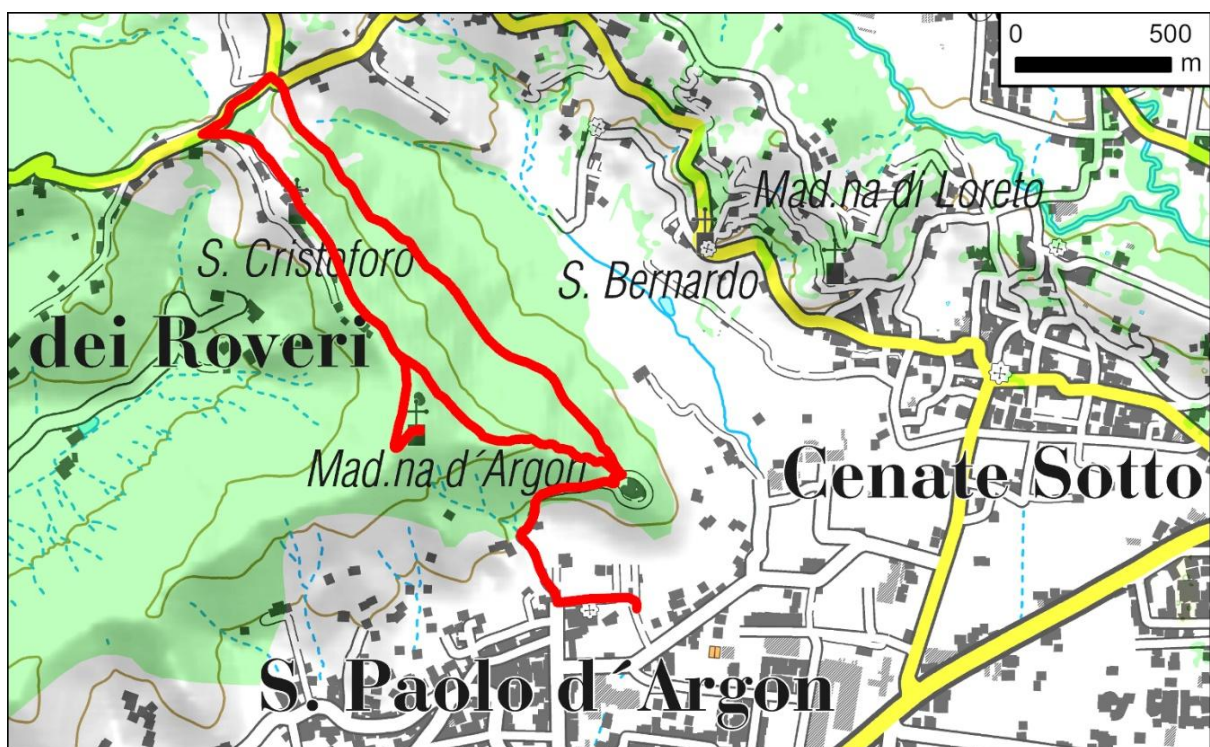 0 500
m
Mad.na di Loreto
S. Cristoforo
S. Bernardo
dei Roveri
Mad.na d´Argon
Cenate Sotto
S. Paolo d´Argon